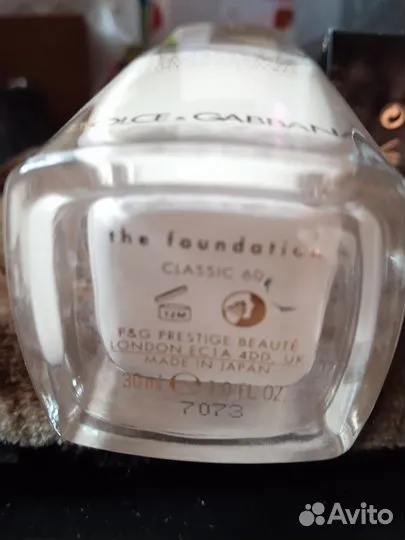 DOLCE & GABBANA
the foundation
CLASSIC 60
12M
P&G PRESTIGE BEAUTÉ
LONDON EC1A 4DD, UK
MADE IN JAPAN
30ml ℮ 1.0 FL.OZ.
7073
Avito